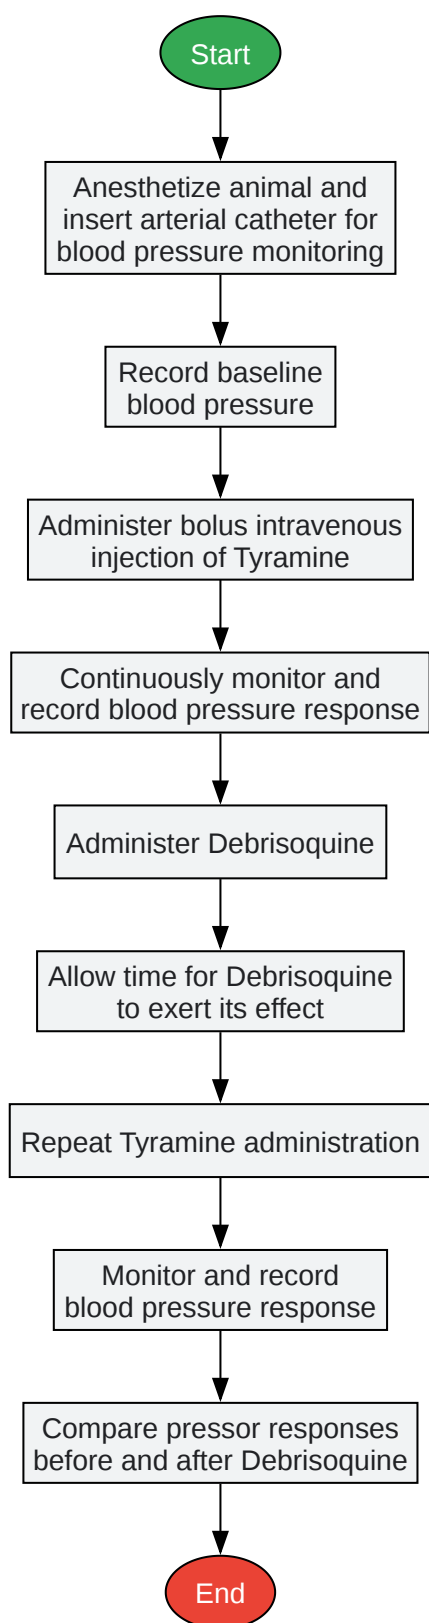 Start
Anesthetize animal and
insert arterial catheter for
blood pressure monitoring
Record baseline
blood pressure
Administer bolus intravenous
injection of Tyramine
Continuously monitor and
record blood pressure response
Administer Debrisoquine
Allow time for Debrisoquine
to exert its effect
Repeat Tyramine administration
Monitor and record
blood pressure response
Compare pressor responses
before and after Debrisoquine
End